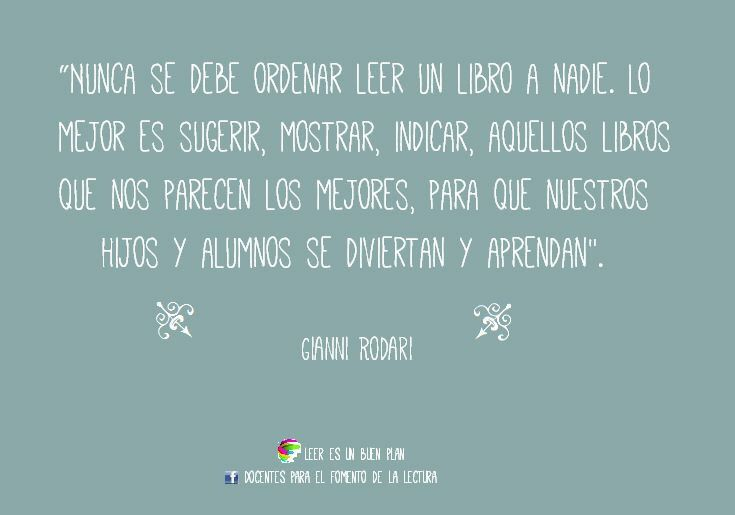 "NUNCA SE DEBE ORDENAR LEER UN LIBRO A NADIE. LO
MEJOR ES SUGERIR, MOSTRAR, INDICAR, AQUELLOS LIBROS
QUE NOS PARECEN LOS MEJORES, PARA QUE NUESTROS
HIJOS Y ALUMNOS SE DIVIERTAN Y APRENDAN".
GIANNI RODARI
LEER ES UN BUEN PLAN
f DOCENTES PARA EL FOMENTO DE LA LECTURA